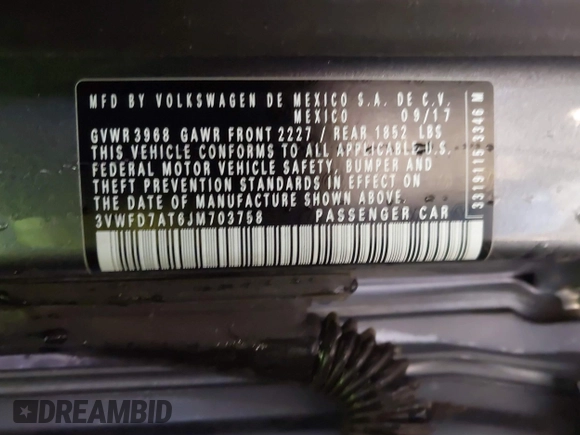 MFD BY VOLKSWAGEN DE MEXICO S.A. DE C.V.
MEXICO 09/17
GVWR 3968 GAWR FRONT 2227 / REAR 1852 LBS
THIS VEHICLE CONFORMS TO ALL APPLICABLE U.S.
FEDERAL MOTOR VEHICLE SAFETY, BUMPER AND
THEFT PREVENTION STANDARDS IN EFFECT ON
THE DATE OF MANUFACTURE SHOWN ABOVE.
3VWFD7AT6JM703758 PASSENGER CAR
3319116-3346 M
DREAMBID